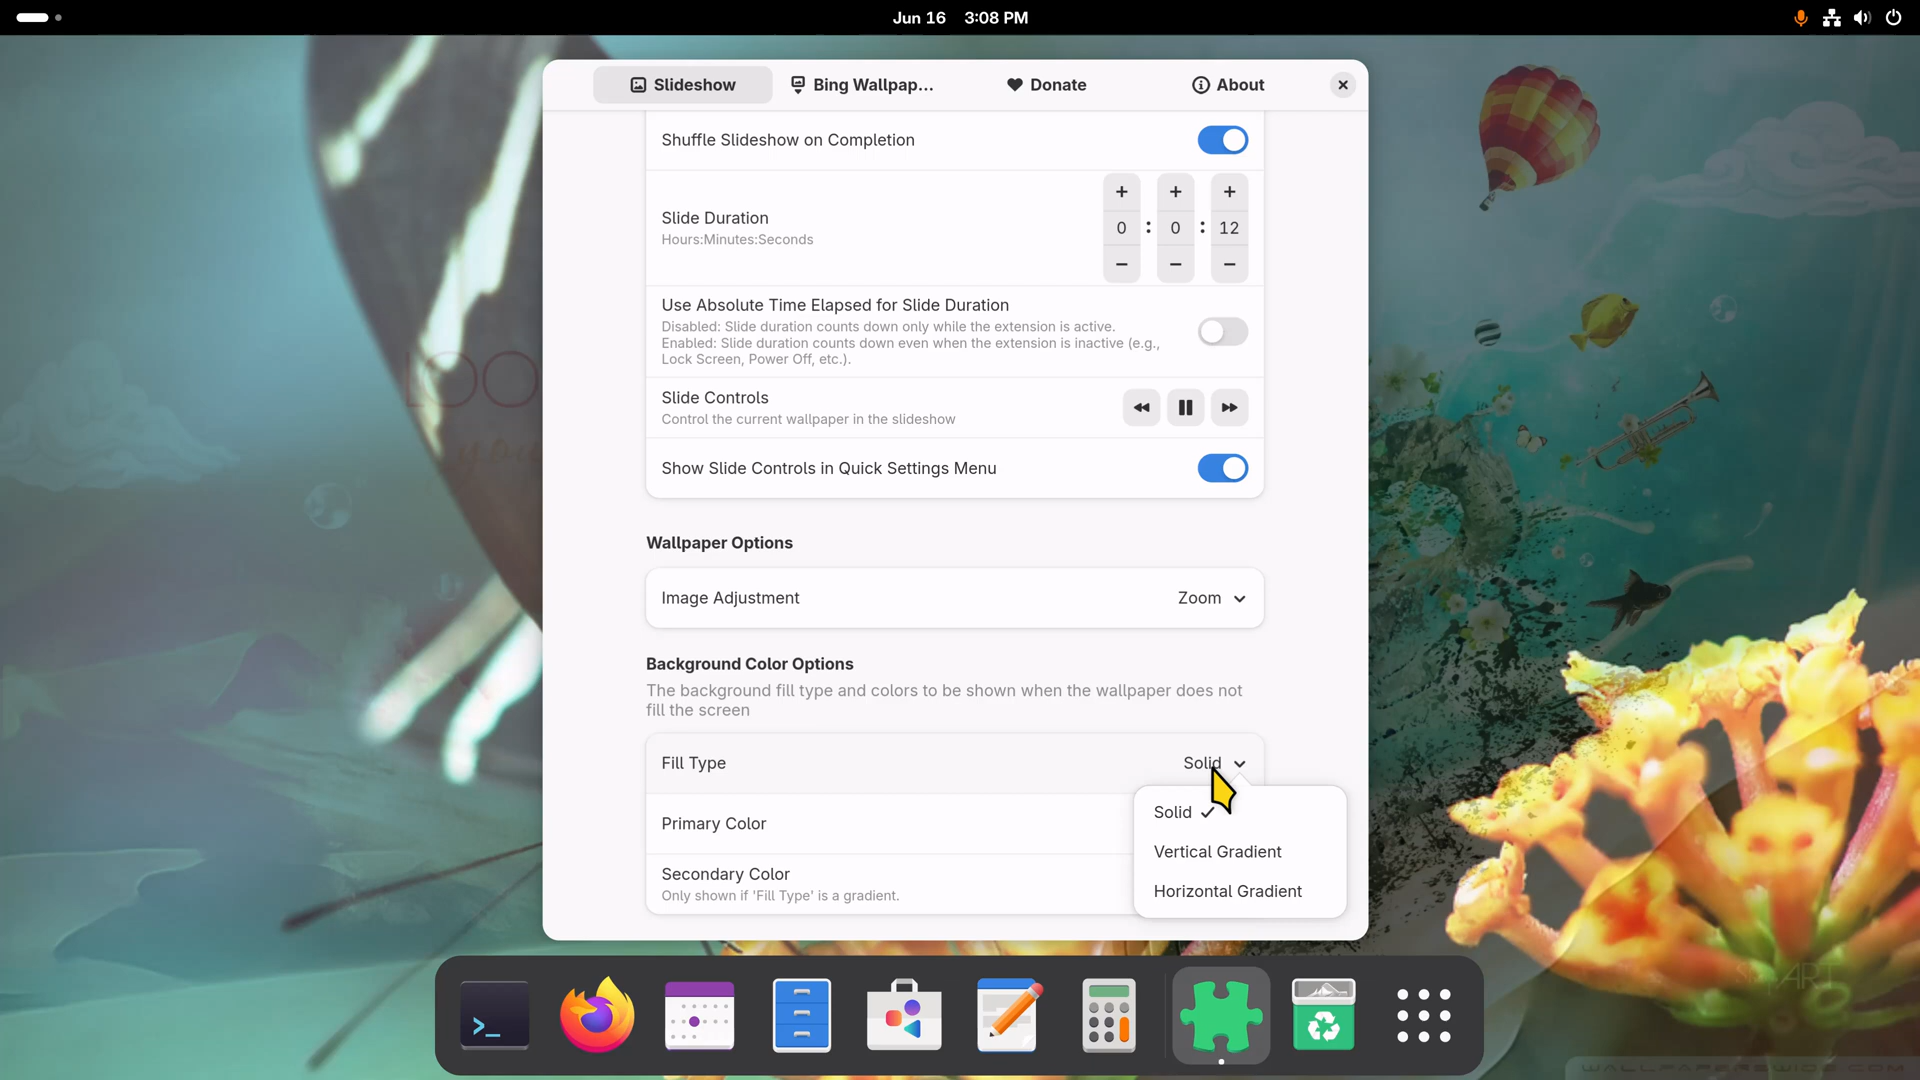 Jun 16 3:08 PM
Slideshow
Bing Wallpap...
Donate
About
Shuffle Slideshow on Completion
Slide Duration
Hours:Minutes:Seconds
+ + +
0 : 0 : 12
− − −
Use Absolute Time Elapsed for Slide Duration
Disabled: Slide duration counts down only while the extension is active.
Enabled: Slide duration counts down even when the extension is inactive (e.g.,
Lock Screen, Power Off, etc.).
Slide Controls
Control the current wallpaper in the slideshow
Show Slide Controls in Quick Settings Menu
Wallpaper Options
Image Adjustment
Zoom
Background Color Options
The background fill type and colors to be shown when the wallpaper does not
fill the screen
Fill Type
Solid
Solid ✓
Vertical Gradient
Horizontal Gradient
Primary Color
Secondary Color
Only shown if 'Fill Type' is a gradient.
LOO
you
>_